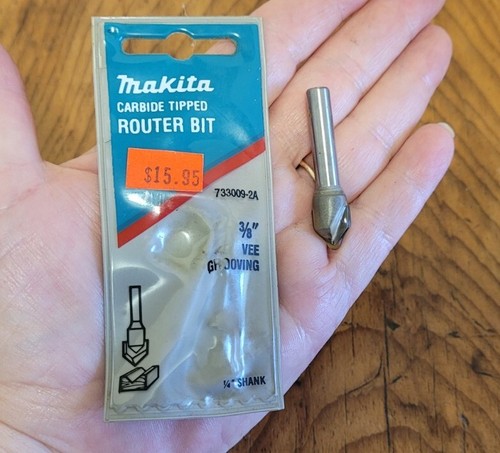 makita
CARBIDE TIPPED
ROUTER BIT
$15.95
733009-2A
3/8"
VEE
GROOVING
1/4" SHANK